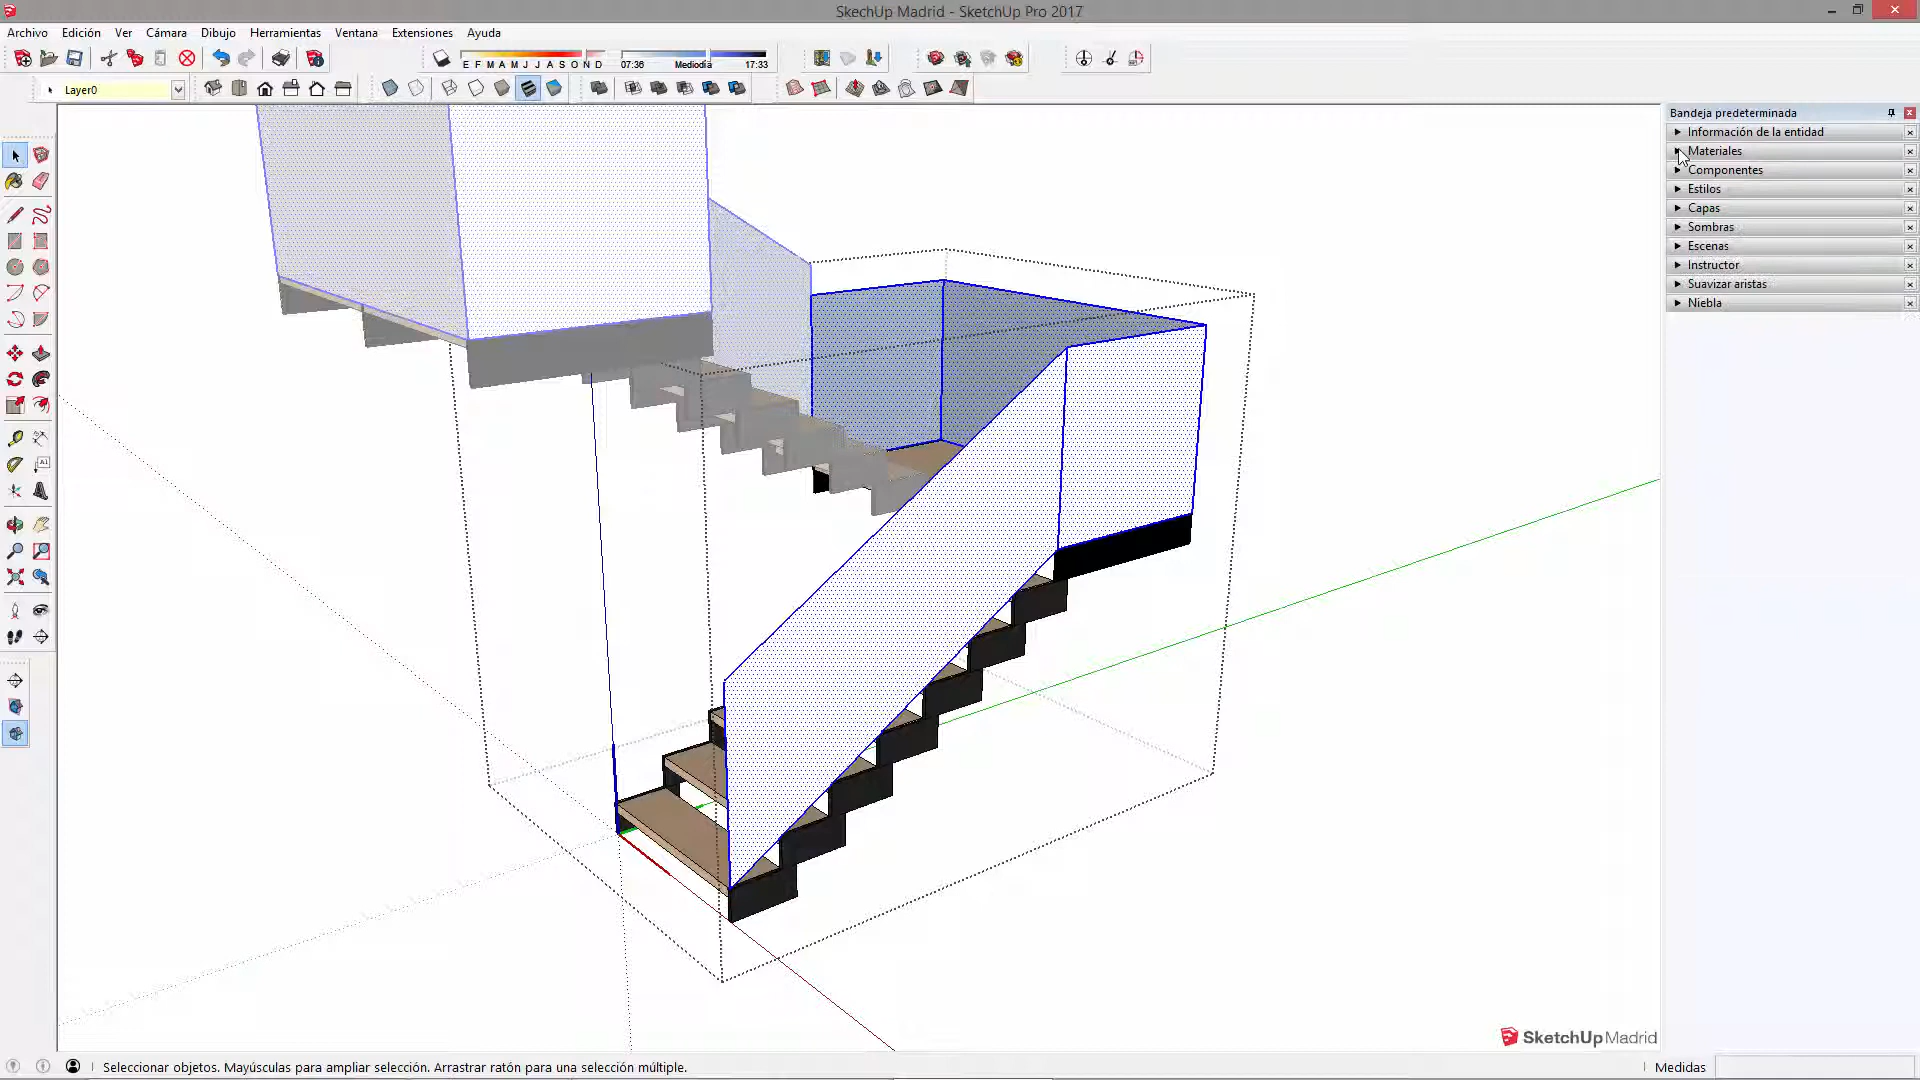 SkechUp Madrid - SketchUp Pro 2017
Archivo Edición Ver Cámara Dibujo Herramientas Ventana Extensiones Ayuda
E F M A M J J A S O N D 07:36 Mediodía 17:33
Layer0
Bandeja predeterminada
Información de la entidad
Materiales
Componentes
Estilos
Capas
Sombras
Escenas
Instructor
Suavizar aristas
Niebla
SketchUp Madrid
Seleccionar objetos. Mayúsculas para ampliar selección. Arrastrar ratón para una selección múltiple.
Medidas